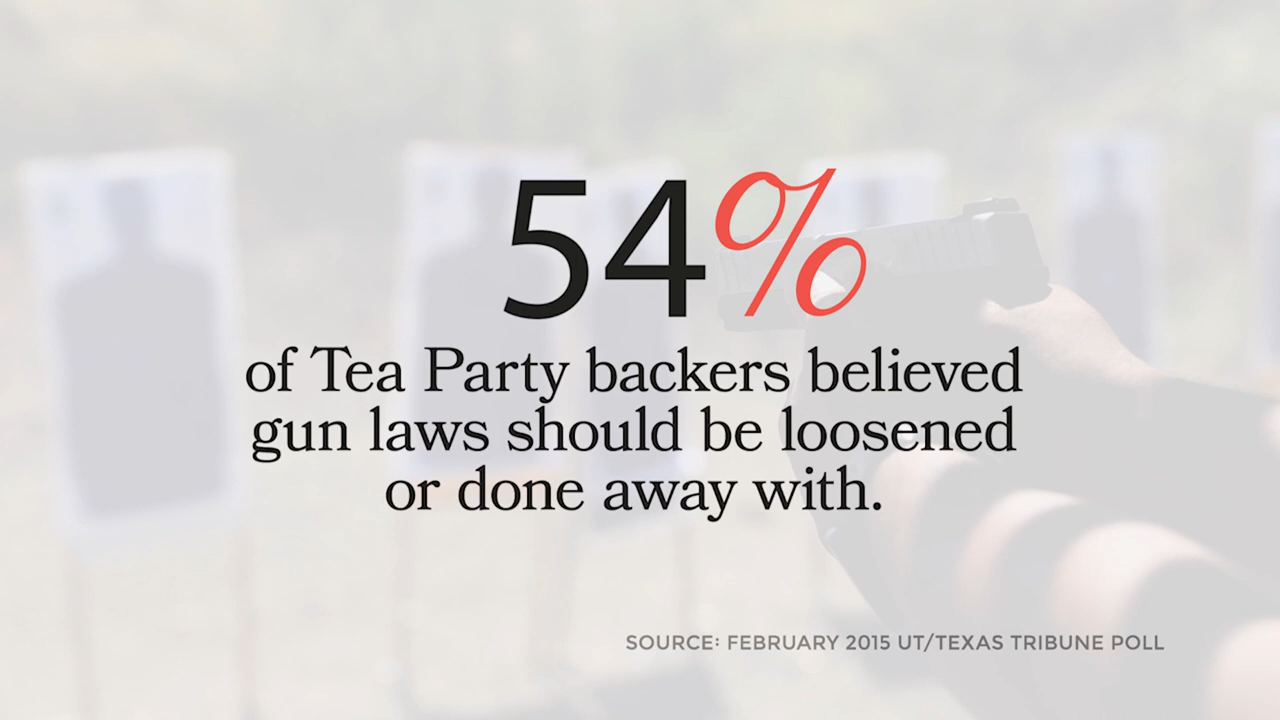 54%
of Tea Party backers believed
gun laws should be loosened
or done away with.
SOURCE: FEBRUARY 2015 UT/TEXAS TRIBUNE POLL